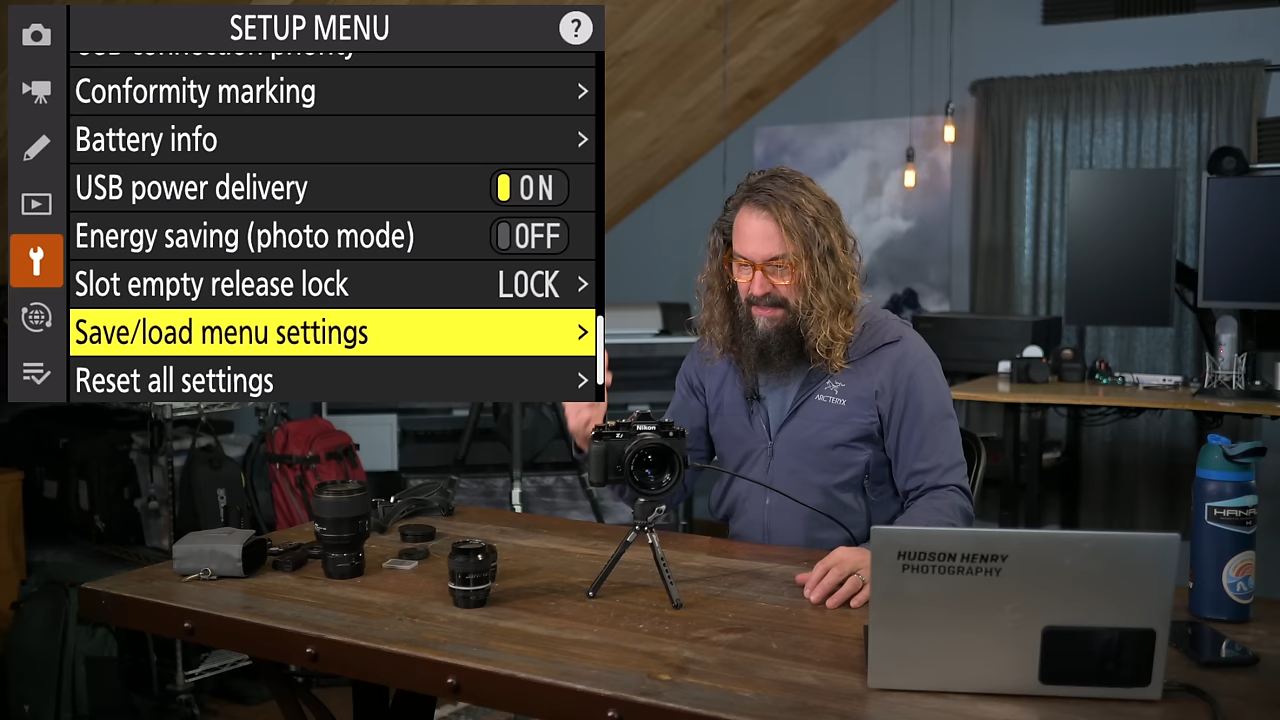 SETUP MENU
?
Conformity marking
Battery info
USB power delivery ON
Energy saving (photo mode) OFF
Slot empty release lock LOCK
Save/load menu settings
Reset all settings
ARC'TERYX
Nikon
Zf
HUDSON HENRY
PHOTOGRAPHY